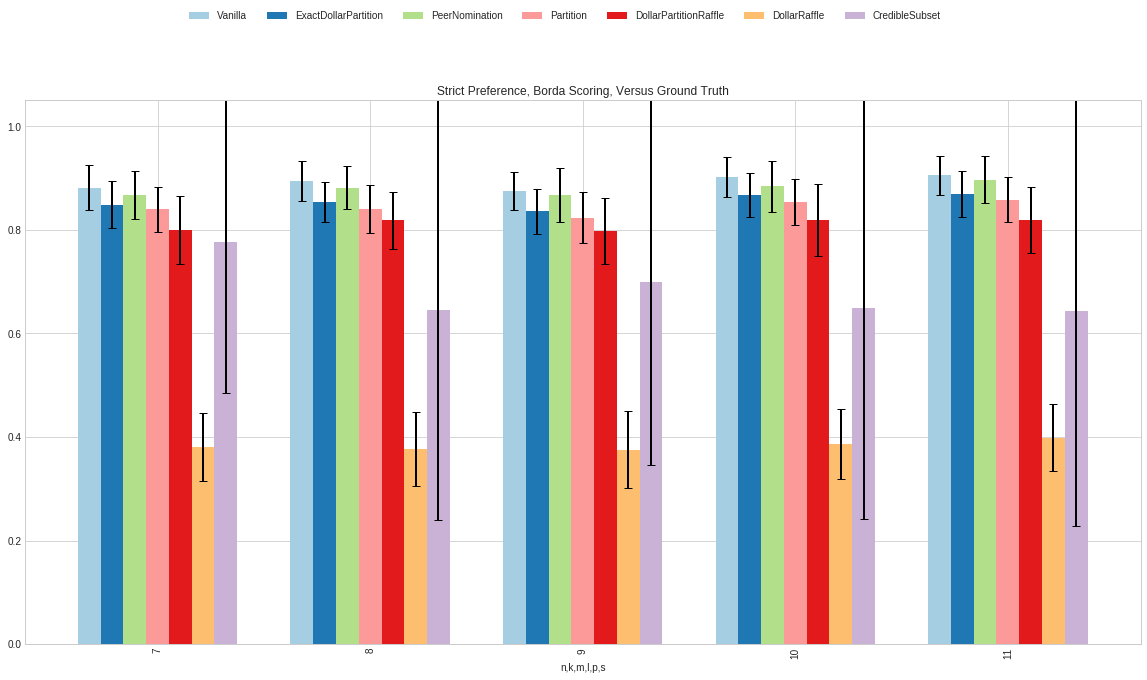 Vanilla ExactDollarPartition PeerNomination Partition DollarPartitionRaffle DollarRaffle CredibleSubset
Strict Preference, Borda Scoring, Versus Ground Truth
1.0
0.8
0.6
0.4
0.2
0.0
7 8 9 10 11
n,k,m,l,p,s